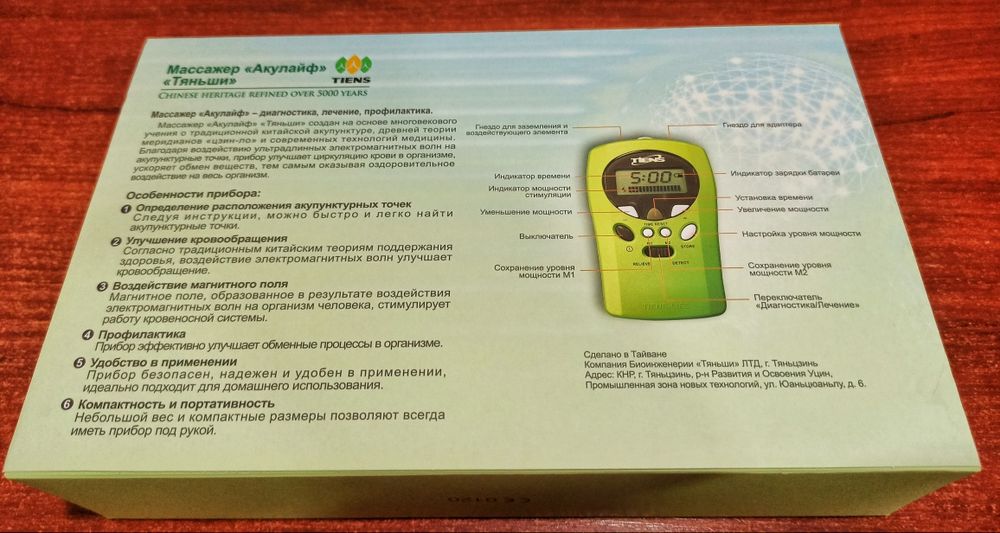 Массажер «Акулайф»
«Тяньши»
TIENS
CHINESE HERITAGE REFINED OVER 5000 YEARS
Массажер «Акулайф» – диагностика, лечение, профилактика.
Массажер «Акулайф» «Тяньши» создан на основе многовекового
учения о традиционной китайской акупунктуре, древней теории
меридианов «цзин-ло» и современных технологий медицины.
Благодаря воздействию ультрадлинных электромагнитных волн на
акупунктурные точки, прибор улучшает циркуляцию крови в организме,
ускоряет обмен веществ, тем самым оказывая оздоровительное
воздействие на весь организм.
Особенности прибора:
1 Определение расположения акупунктурных точек
Следуя инструкции, можно быстро и легко найти
акупунктурные точки.
2 Улучшение кровообращения
Согласно традиционным китайским теориям поддержания
здоровья, воздействие электромагнитных волн улучшает
кровообращение.
3 Воздействие магнитного поля
Магнитное поле, образованное в результате воздействия
электромагнитных волн на организм человека, стимулирует
работу кровеносной системы.
4 Профилактика
Прибор эффективно улучшает обменные процессы в организме.
5 Удобство в применении
Прибор безопасен, надежен и удобен в применении,
идеально подходит для домашнего использования.
6 Компактность и портативность
Небольшой вес и компактные размеры позволяют всегда
иметь прибор под рукой.
Гнездо для заземления и
воздействующего элемента
Гнездо для адаптера
Индикатор времени
Индикатор зарядки батареи
Индикатор мощности
стимуляции
Установка времени
Уменьшение мощности
Увеличение мощности
Выключатель
Настройка уровня мощности
Сохранение уровня
мощности М1
Сохранение уровня
мощности М2
Переключатель
«Диагностика/Лечение»
TIENS
5:00
TIME RESET
M1 M2
STORE
RELIEVE DETECT
Сделано в Тайване
Компания Биоинженерии «Тяньши» ЛТД, г. Тяньцзинь
Адрес: КНР, г. Тяньцзинь, р-н Развития и Освоения Уцин,
Промышленная зона новых технологий, ул. Юаньцюаньлу, д. 6.
CE 0120